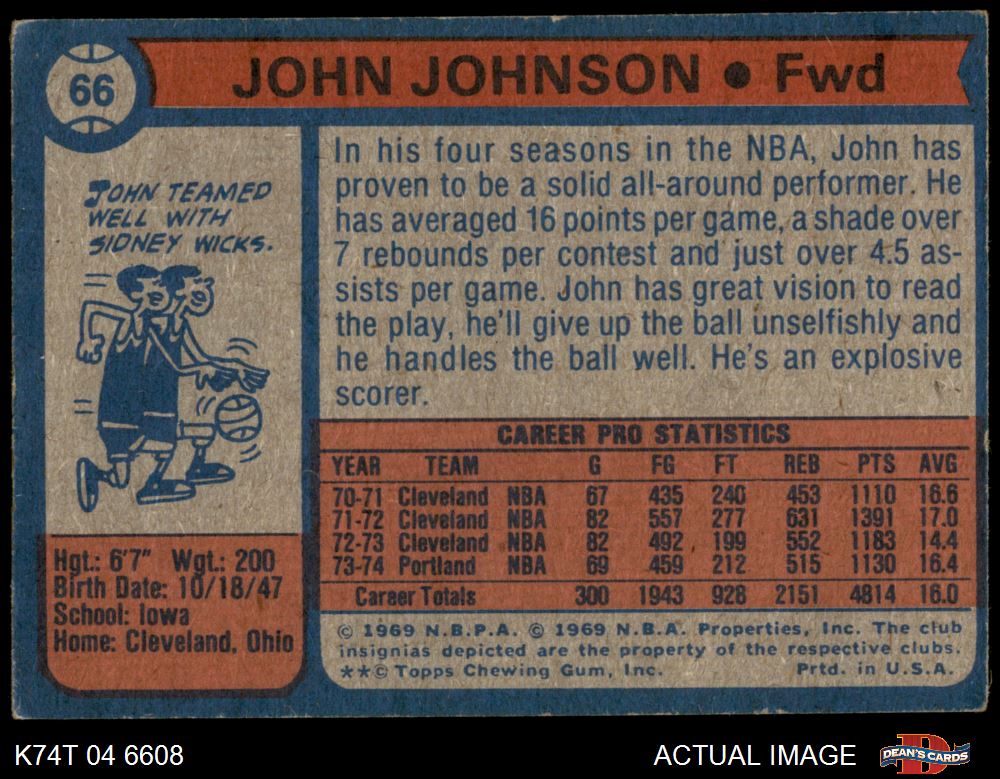 66
JOHN JOHNSON • Fwd
JOHN TEAMED
WELL WITH
SIDNEY WICKS.
In his four seasons in the NBA, John has
proven to be a solid all-around performer. He
has averaged 16 points per game, a shade over
7 rebounds per contest and just over 4.5 as-
sists per game. John has great vision to read
the play, he'll give up the ball unselfishly and
he handles the ball well. He's an explosive
scorer.
CAREER PRO STATISTICS
YEAR TEAM G FG FT REB PTS AVG
70-71 Cleveland NBA 67 435 240 453 1110 16.6
71-72 Cleveland NBA 82 557 277 631 1391 17.0
72-73 Cleveland NBA 82 492 199 552 1183 14.4
73-74 Portland NBA 69 459 212 515 1130 16.4
Career Totals 300 1943 928 2151 4814 16.0
Hgt.: 6'7" Wgt.: 200
Birth Date: 10/18/47
School: Iowa
Home: Cleveland, Ohio
© 1969 N.B.P.A. © 1969 N.B.A. Properties, Inc. The club
insignias depicted are the property of the respective clubs.
**© Topps Chewing Gum, Inc. Prtd. in U.S.A.
K74T 04 6608
ACTUAL IMAGE
D
DEAN'S CARDS